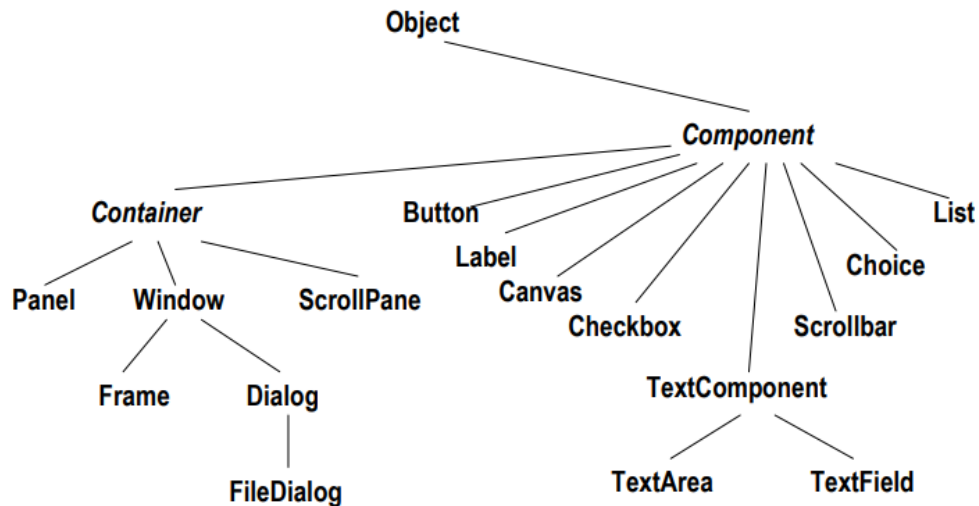 Object
Component
Container
Button
List
Label
Choice
Panel
Window
ScrollPane
Canvas
Checkbox
Scrollbar
Frame
Dialog
TextComponent
FileDialog
TextArea
TextField